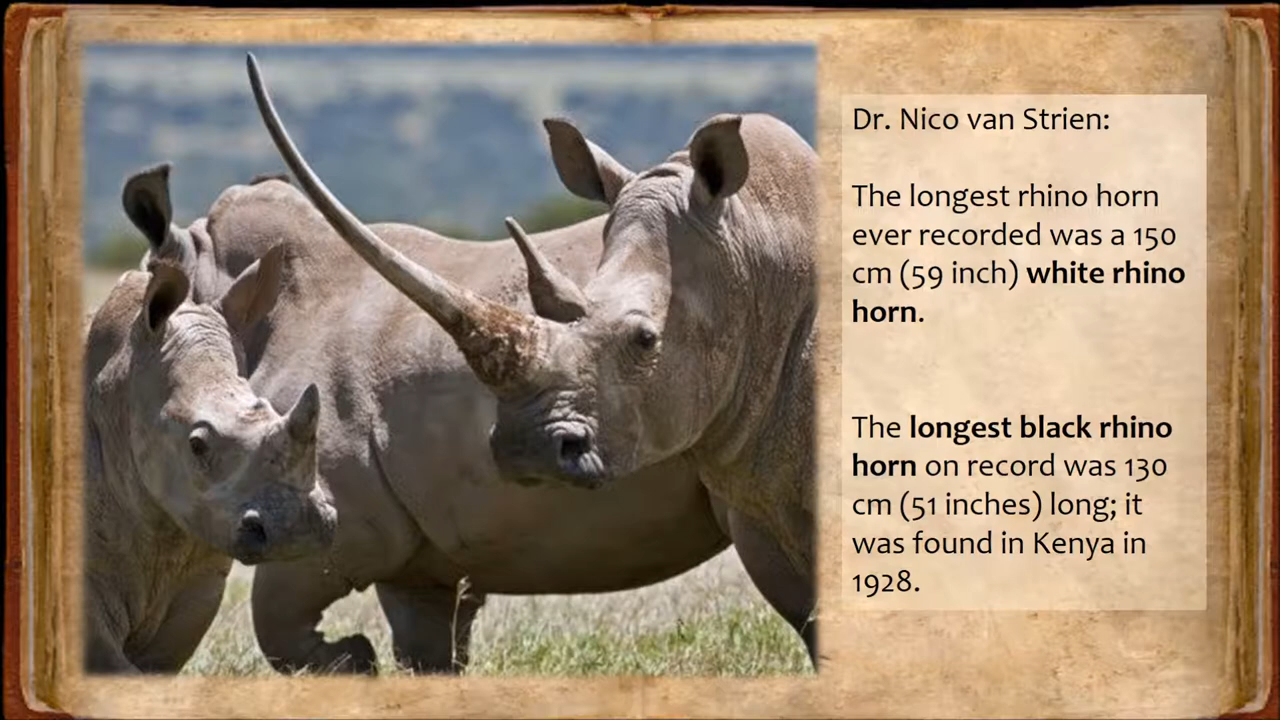 Dr. Nico van Strien:
The longest rhino horn
ever recorded was a 150
cm (59 inch) white rhino
horn.
The longest black rhino
horn on record was 130
cm (51 inches) long; it
was found in Kenya in
1928.